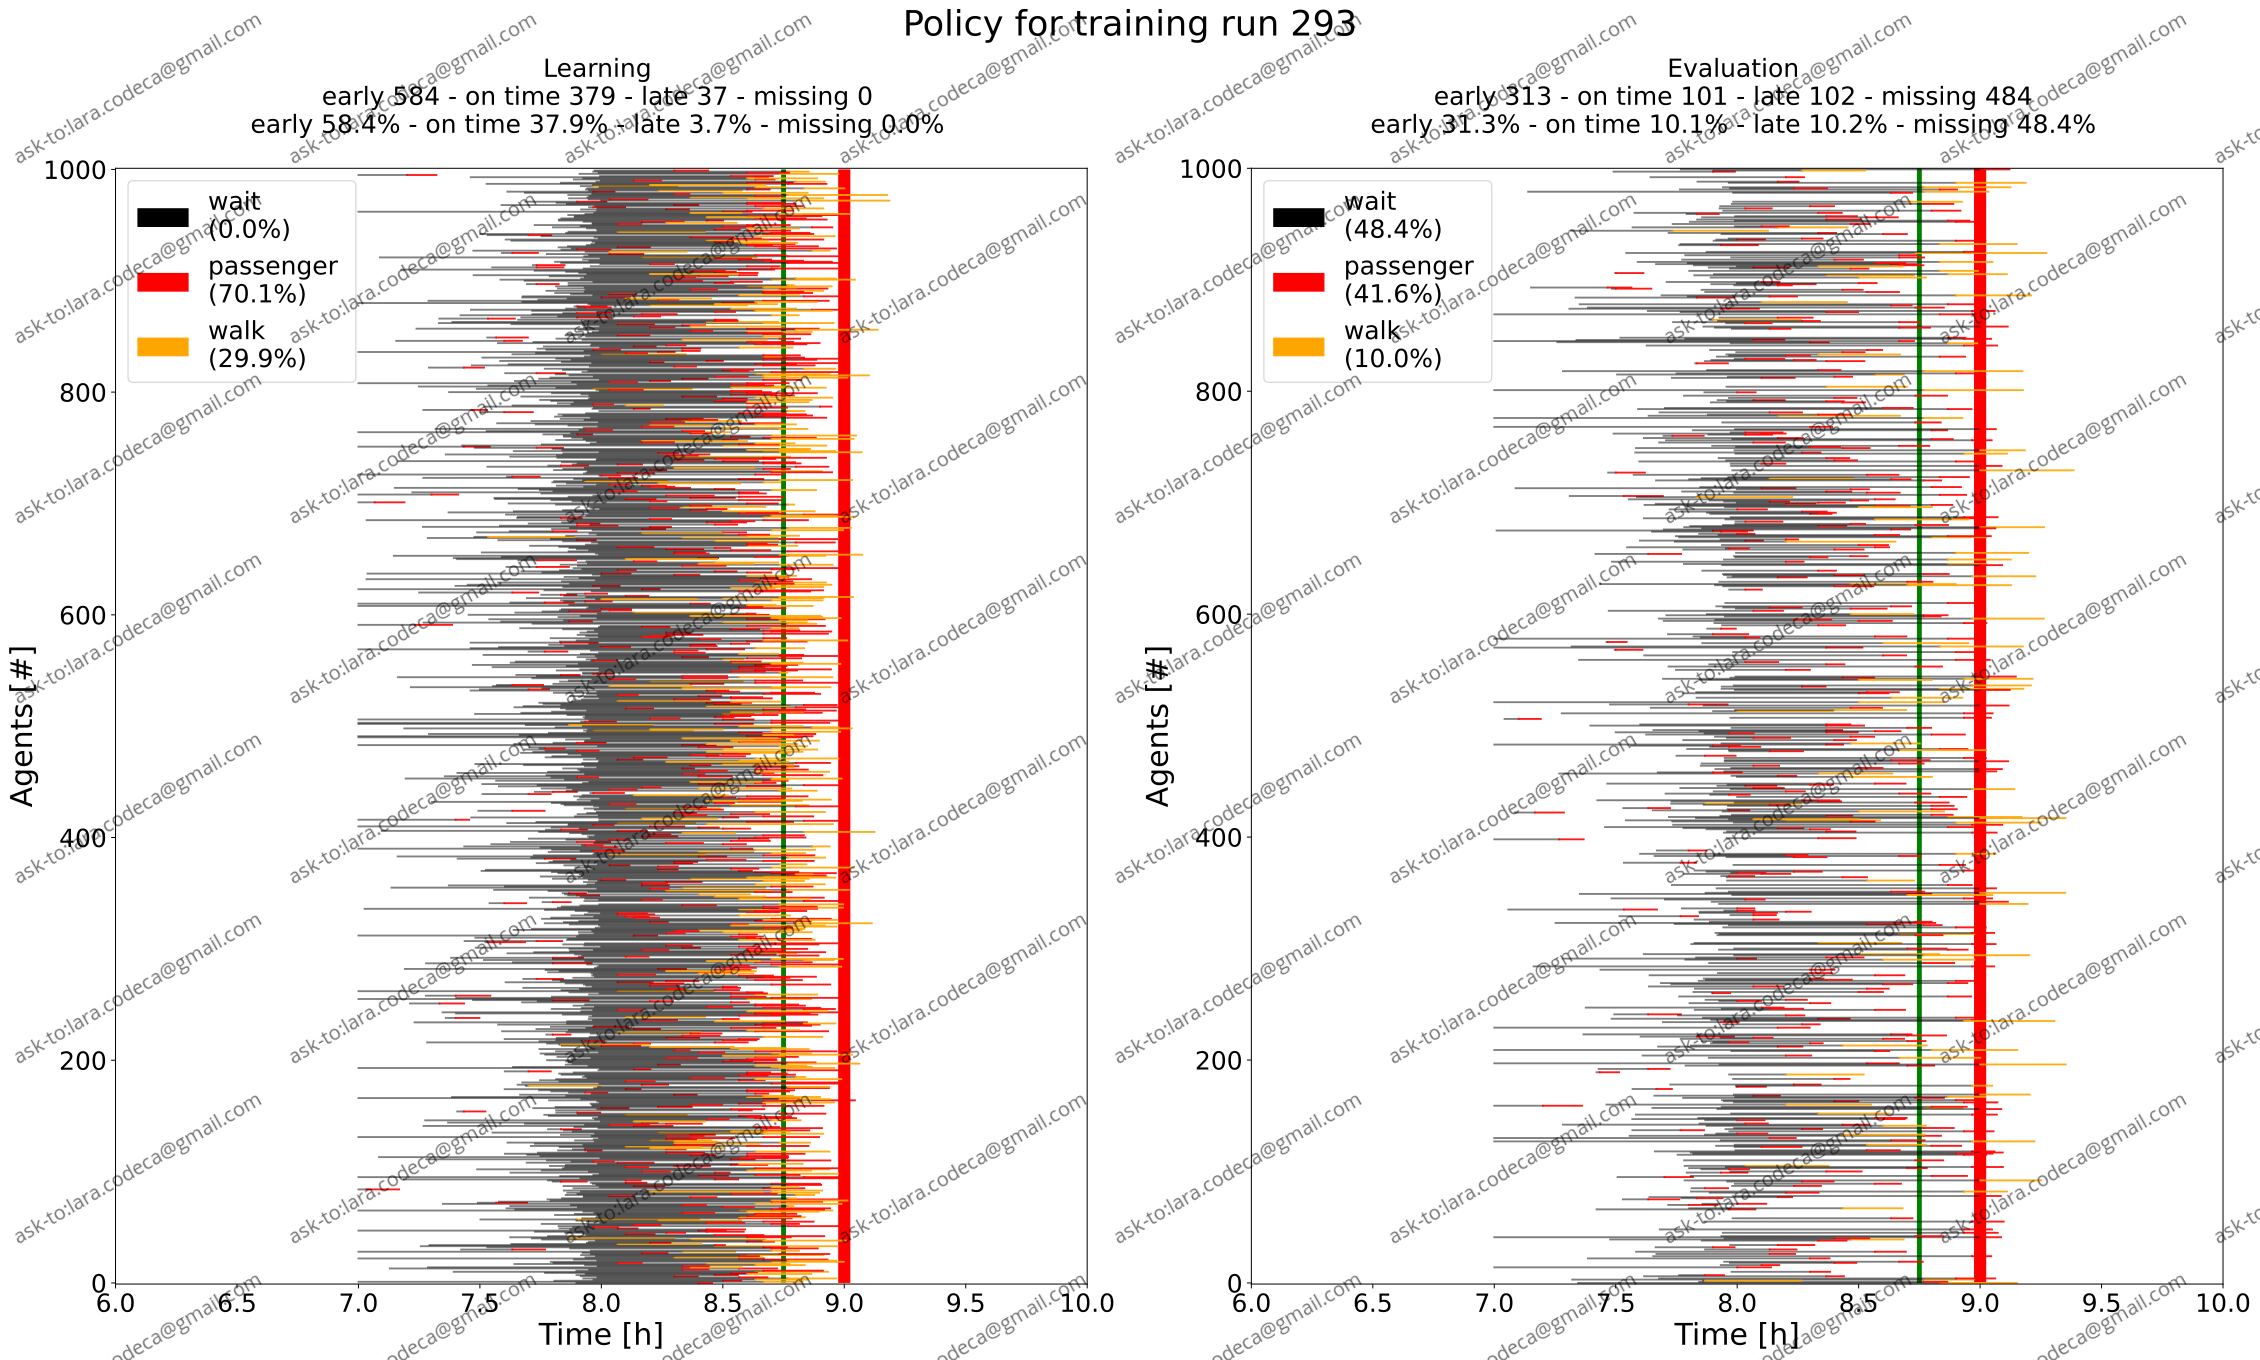 Policy for training run 293
Learning
early 584 - on time 379 - late 37 - missing 0
early 58.4% - on time 37.9% - late 3.7% - missing 0.0%
1000
800
600
400
200
0
Agents [#]
wait
(0.0%)
passenger
(70.1%)
walk
(29.9%)
6.0 6.5 7.0 7.5 8.0 8.5 9.0 9.5 10.0
Time [h]
Evaluation
early 313 - on time 101 - late 102 - missing 484
early 31.3% - on time 10.1% - late 10.2% - missing 48.4%
1000
800
600
400
200
0
Agents [#]
wait
(48.4%)
passenger
(41.6%)
walk
(10.0%)
6.0 6.5 7.0 7.5 8.0 8.5 9.0 9.5 10.0
Time [h]
ask-to:lara.codeca@gmail.com